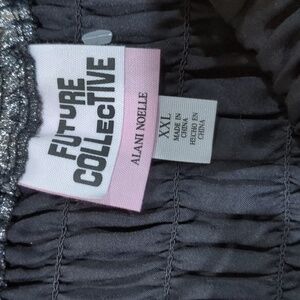 FUTURE
COLLECTIVE
ALANI NOELLE
XXL
MADE IN
CHINA
HECHO EN
CHINA